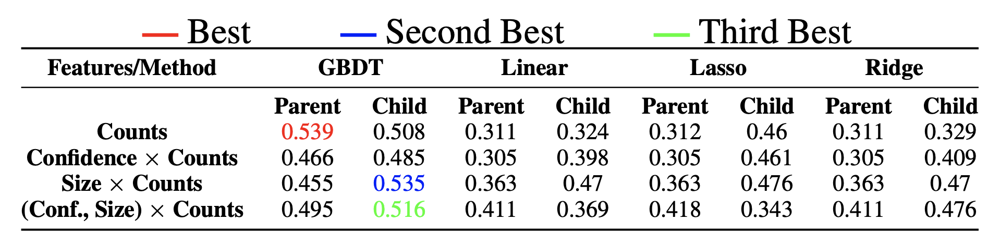 Best Second Best Third Best
Features/Method GBDT Linear Lasso Ridge
Parent Child Parent Child Parent Child Parent Child
Counts 0.539 0.508 0.311 0.324 0.312 0.46 0.311 0.329
Confidence × Counts 0.466 0.485 0.305 0.398 0.305 0.461 0.305 0.409
Size × Counts 0.455 0.535 0.363 0.47 0.363 0.476 0.363 0.47
(Conf., Size) × Counts 0.495 0.516 0.411 0.369 0.418 0.343 0.411 0.476